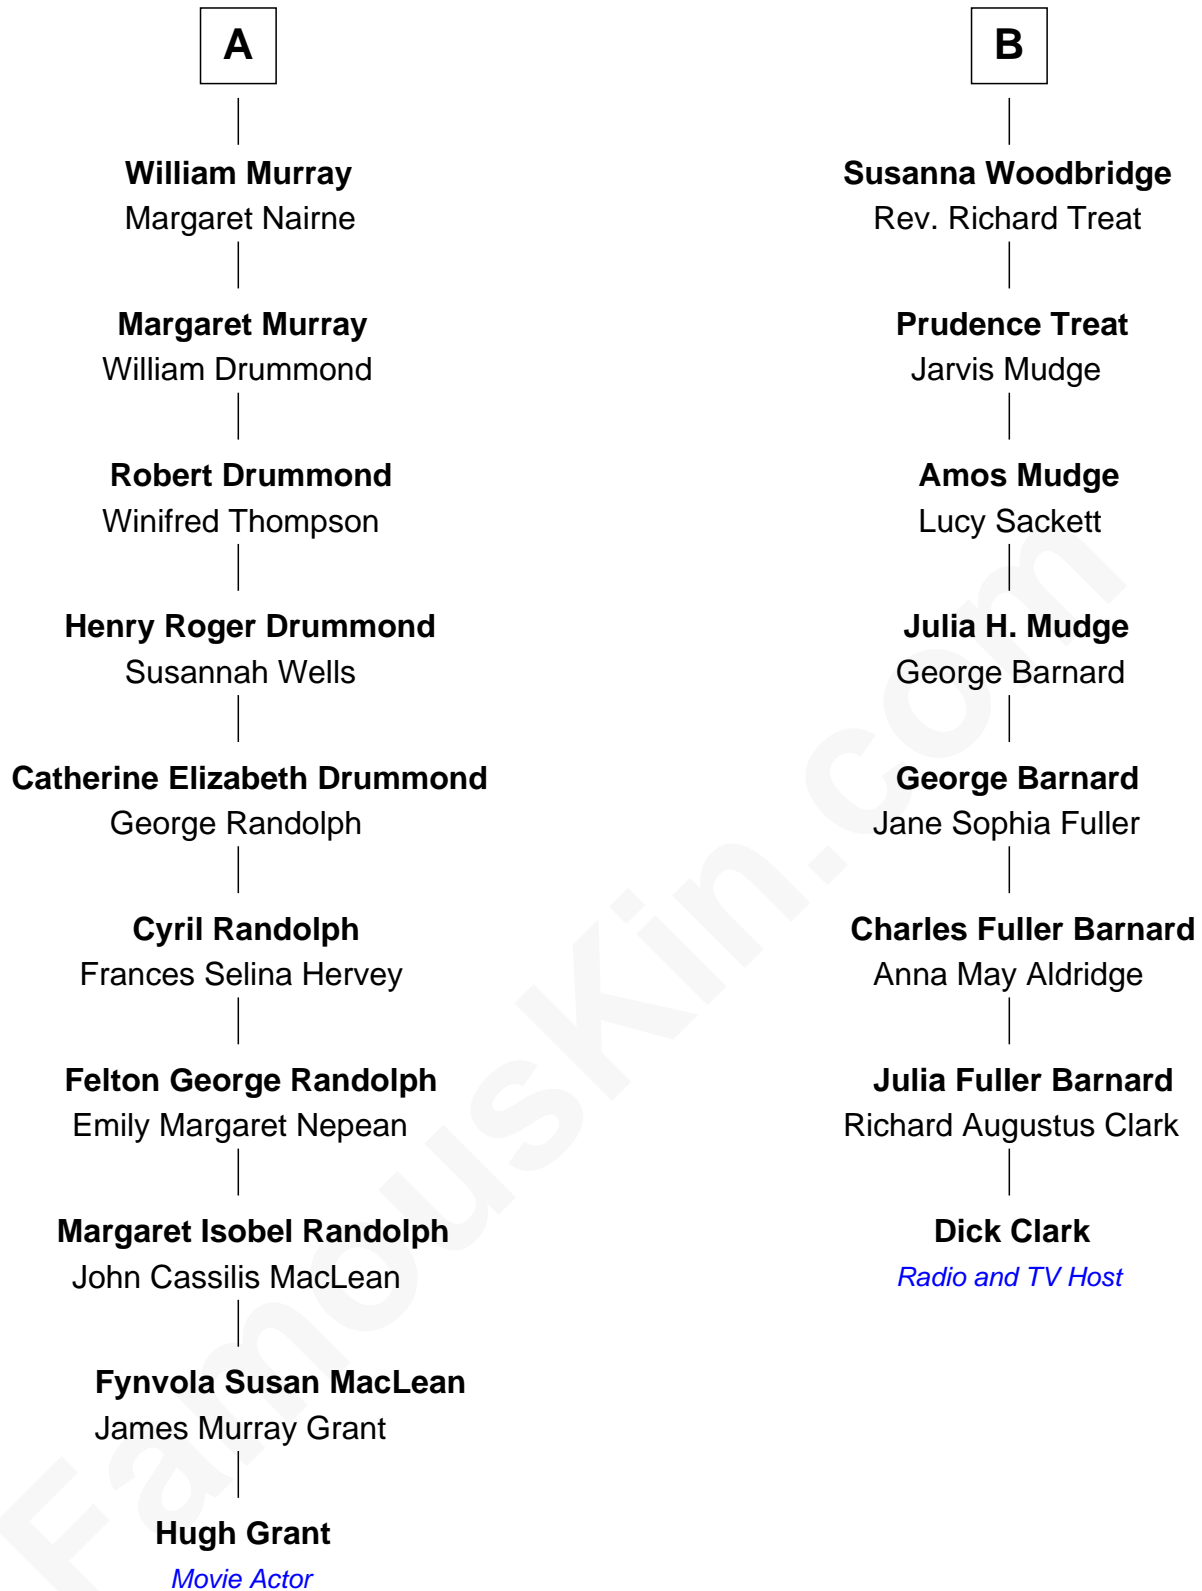 A
William Murray
Margaret Nairne
Margaret Murray
William Drummond
Robert Drummond
Winifred Thompson
Henry Roger Drummond
Susannah Wells
Catherine Elizabeth Drummond
George Randolph
Cyril Randolph
Frances Selina Hervey
Felton George Randolph
Emily Margaret Nepean
Margaret Isobel Randolph
John Cassilis MacLean
Fynvola Susan MacLean
James Murray Grant
Hugh Grant
Movie Actor
B
Susanna Woodbridge
Rev. Richard Treat
Prudence Treat
Jarvis Mudge
Amos Mudge
Lucy Sackett
Julia H. Mudge
George Barnard
George Barnard
Jane Sophia Fuller
Charles Fuller Barnard
Anna May Aldridge
Julia Fuller Barnard
Richard Augustus Clark
Dick Clark
Radio and TV Host
FamousKin.com